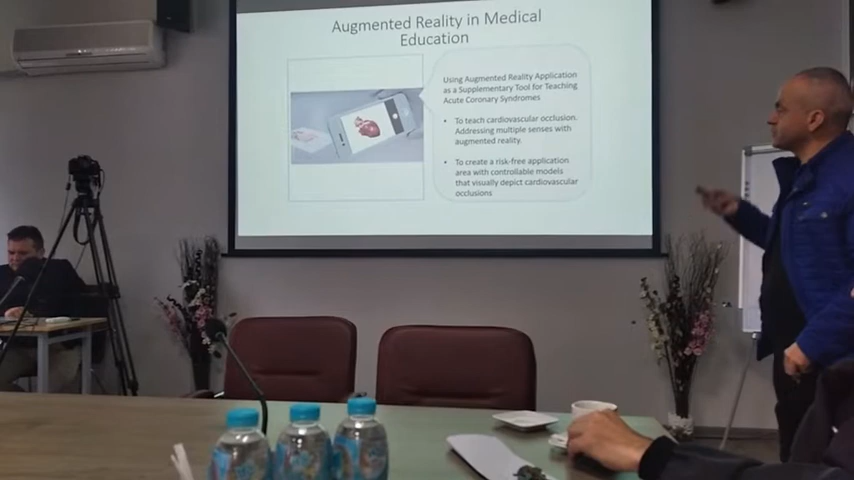 Augmented Reality in Medical
Education
Using Augmented Reality Application
as a Supplementary Tool for Teaching
Acute Coronary Syndromes
• To teach cardiovascular occlusion.
Addressing multiple senses with
augmented reality.
• To create a risk-free application
area with controllable models
that visually depict cardiovascular
occlusions